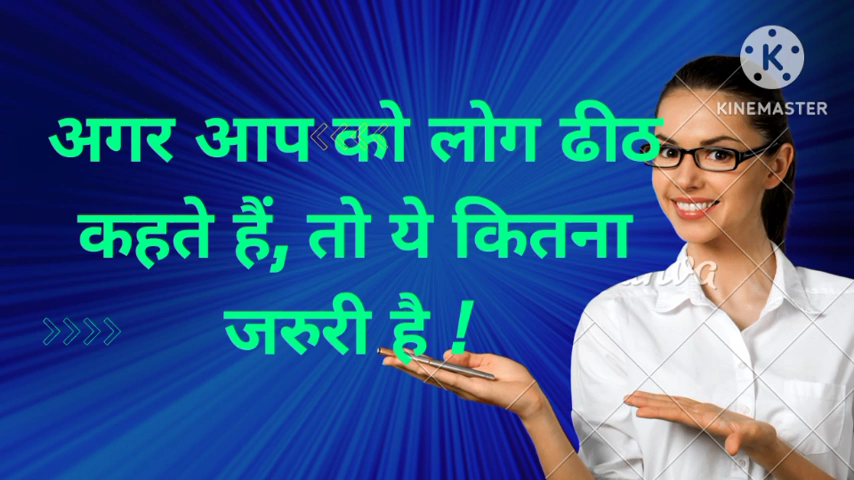 KINEMASTER
अगर आप को लोग ढीठ
कहते हैं, तो ये कितना
जरुरी है !